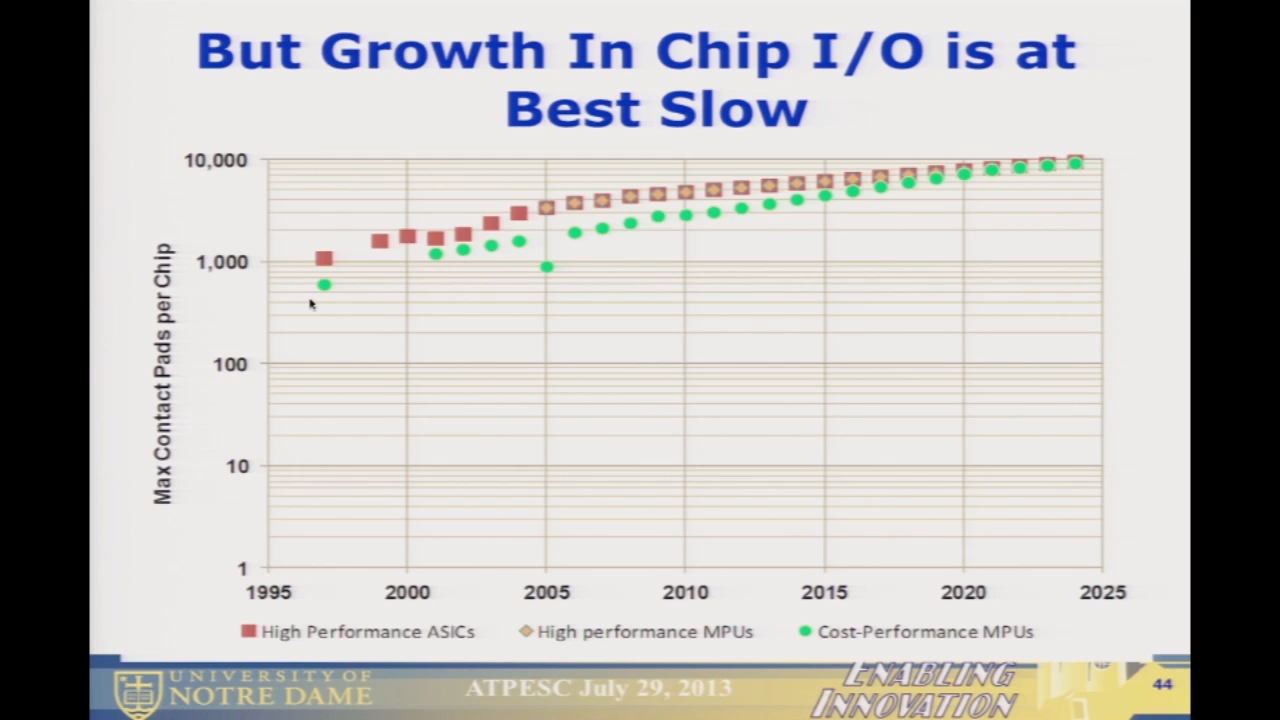 But Growth In Chip I/O is at
Best Slow
10,000
1,000
100
10
1
Max Contact Pads per Chip
1995 2000 2005 2010 2015 2020 2025
High Performance ASICs High performance MPUs Cost-Performance MPUs
UNIVERSITY OF
NOTRE DAME
ATPESC July 29, 2013
ENABLING
INNOVATION
44